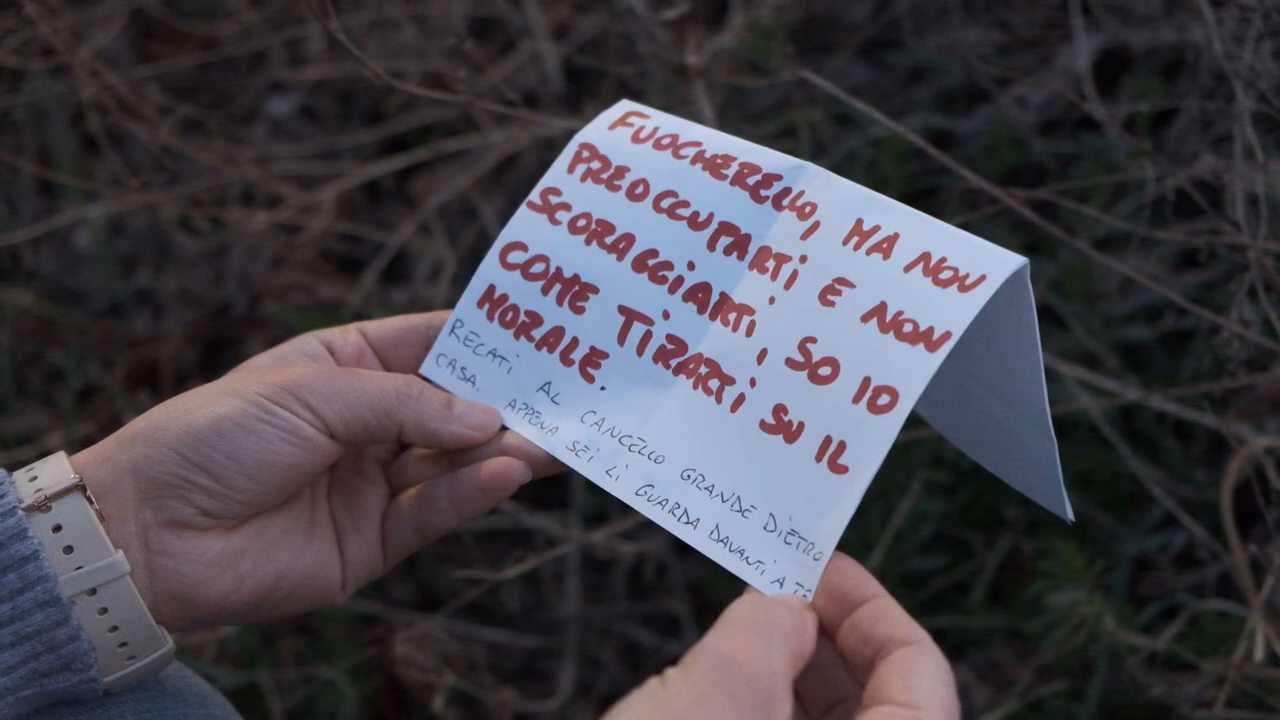 FUOCHERELLO, MA NON
PREOCCUPARTI E NON
SCORAGGIARTI, SO IO
COME TIRARTI SU IL
MORALE.
RECATI AL CANCELLO GRANDE DIETRO
CASA. APPENA SEI LÌ GUARDA DAVANTI A TE